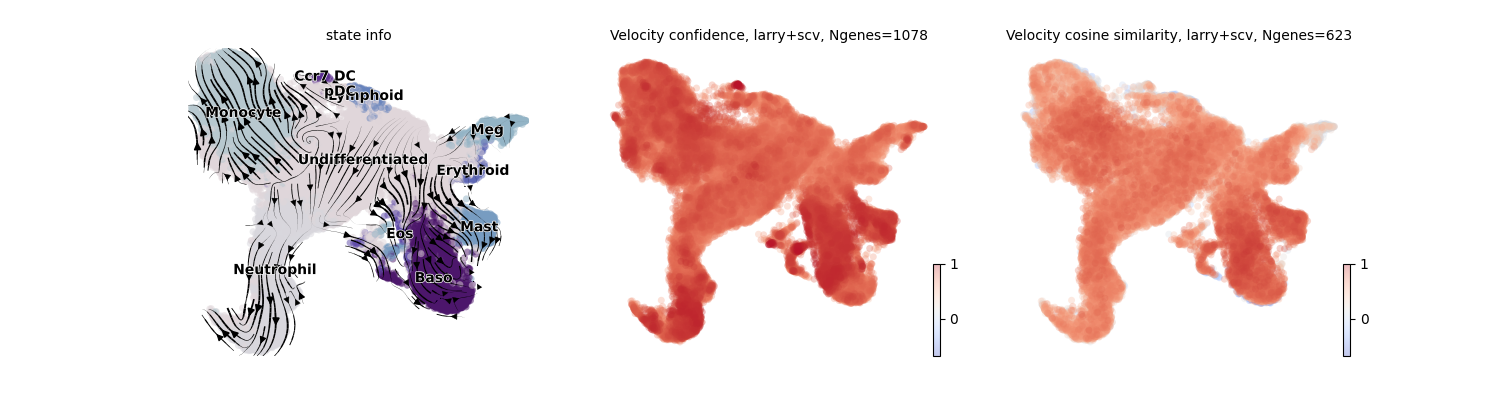 state info
Velocity confidence, larry+scv, Ngenes=1078
Velocity cosine similarity, larry+scv, Ngenes=623
Ccr7 DC
pDC
Lymphoid
Monocyte
Meg
Undifferentiated
Erythroid
Mast
Eos
Neutrophil
Baso
1
0
1
0